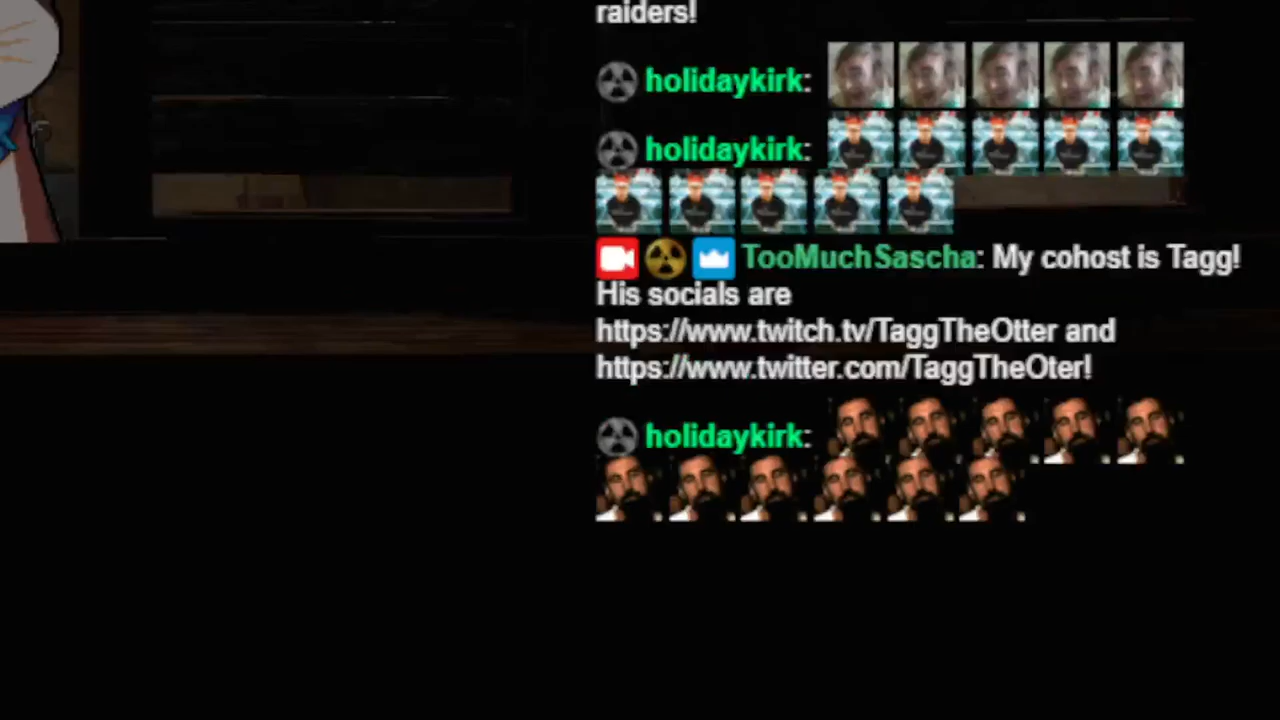 raiders!
holidaykirk:
holidaykirk:
TooMuchSascha: My cohost is Tagg!
His socials are
https://www.twitch.tv/TaggTheOtter and
https://www.twitter.com/TaggTheOter!
holidaykirk: